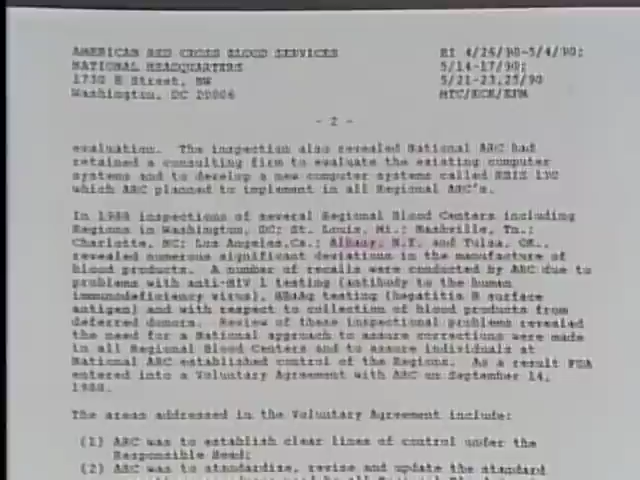 AMERICAN RED CROSS BLOOD SERVICES
NATIONAL HEADQUARTERS
1730 E Street, NW
Washington, DC 20006
EI 4/26/90-5/4/90;
5/14-17/90;
5/21-23,25/90
- 2 -
evaluation. The inspection also revealed National ARC had
retained a consulting firm to evaluate the existing computer
systems and to develop a new computer systems called
which ARC planned to implement in all Regional ARC's.
In 1988 inspections of several Regional Blood Centers including
Regions in Washington, DC; St. Louis, Mi.; Nashville, Tn.;
Charlotte, NC; Los Angeles,Ca.; Albany, N.Y. and Tulsa, OK.,
revealed numerous significant deviations in the manufacture of
blood products. A number of recalls were conducted by ARC due to
problems with anti-HIV 1 testing (antibody to the human
immunodeficiency virus), HBsAg testing (hepatitis B surface
antigen) and with respect to collection of blood products from
deferred donors. Review of these inspectional problems revealed
the need for a National approach to assure corrections were made
in all Regional Blood Centers and to assure individuals at
National ARC established control of the Regions. As a result FDA
entered into a Voluntary Agreement with ARC on September 14,
1988.
The areas addressed in the Voluntary Agreement include:
(1) ARC was to establish clear lines of control under the
Responsible Head;
(2) ARC was to standardize, revise and update the standard